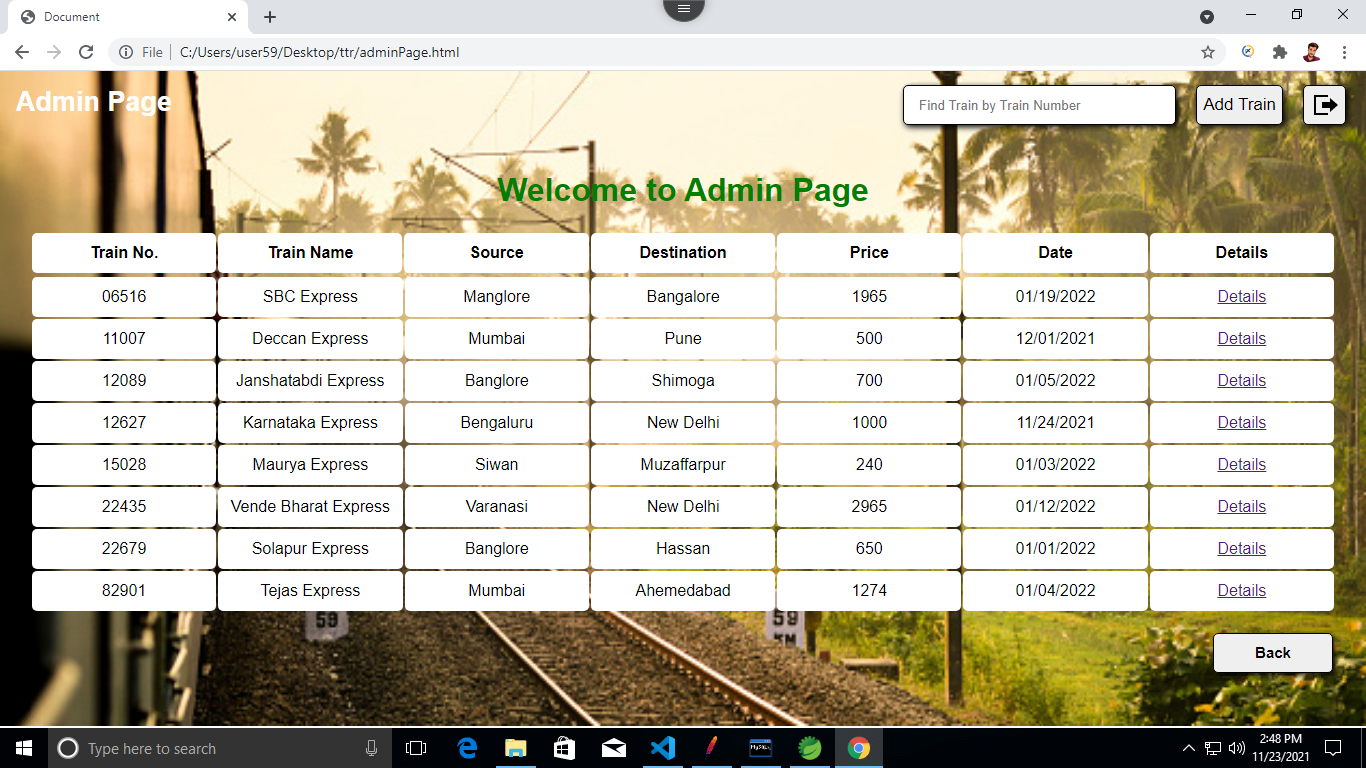 Document
File C:/Users/user59/Desktop/ttr/adminPage.html
Admin Page
Find Train by Train Number
Add Train
Welcome to Admin Page
Train No. Train Name Source Destination Price Date Details
06516 SBC Express Manglore Bangalore 1965 01/19/2022 Details
11007 Deccan Express Mumbai Pune 500 12/01/2021 Details
12089 Janshatabdi Express Banglore Shimoga 700 01/05/2022 Details
12627 Karnataka Express Bengaluru New Delhi 1000 11/24/2021 Details
15028 Maurya Express Siwan Muzaffarpur 240 01/03/2022 Details
22435 Vende Bharat Express Varanasi New Delhi 2965 01/12/2022 Details
22679 Solapur Express Banglore Hassan 650 01/01/2022 Details
82901 Tejas Express Mumbai Ahemedabad 1274 01/04/2022 Details
59 59
KM
Back
Type here to search
MySQL
2:48 PM
11/23/2021